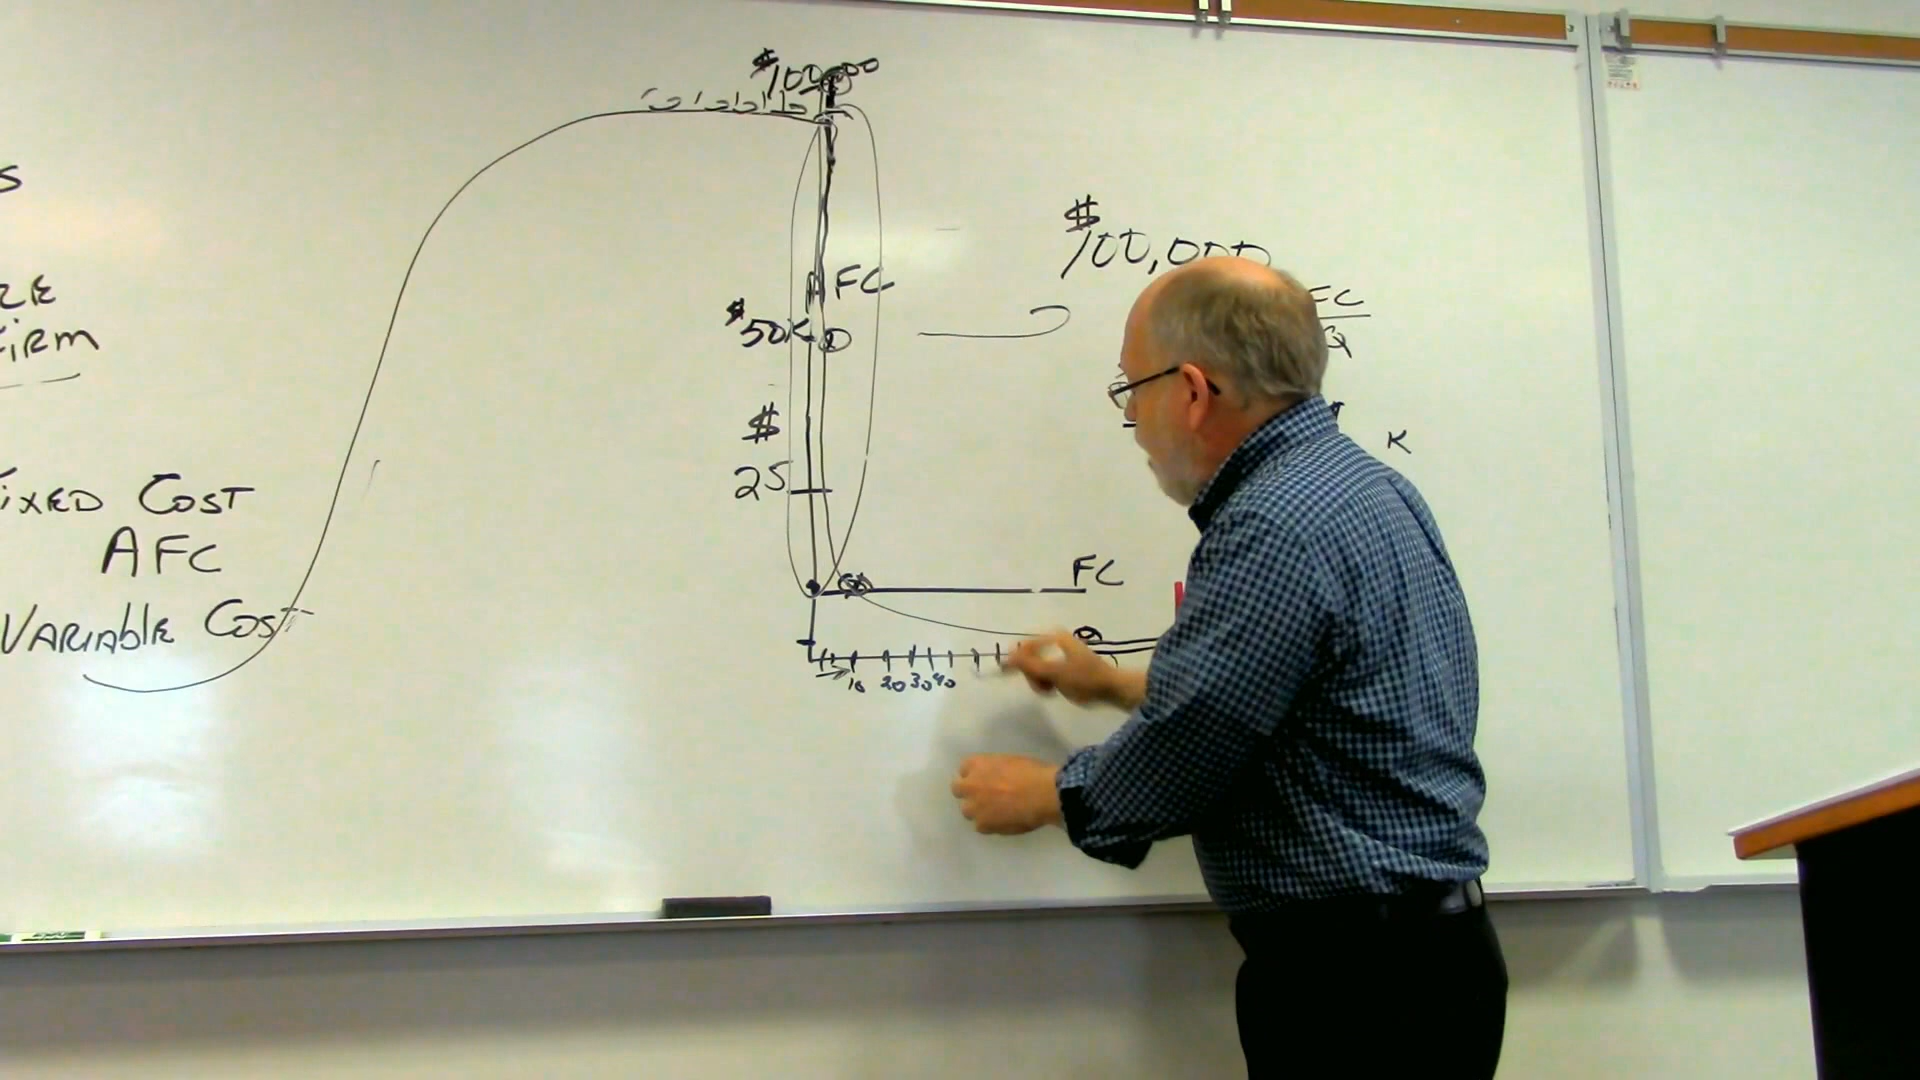 S
FIRM
FIXED COST
AFC
VARIABLE COST
$100,000
AFC
$50K
$
25
FC
10 20 30 40
$100,000
FC
Q
K